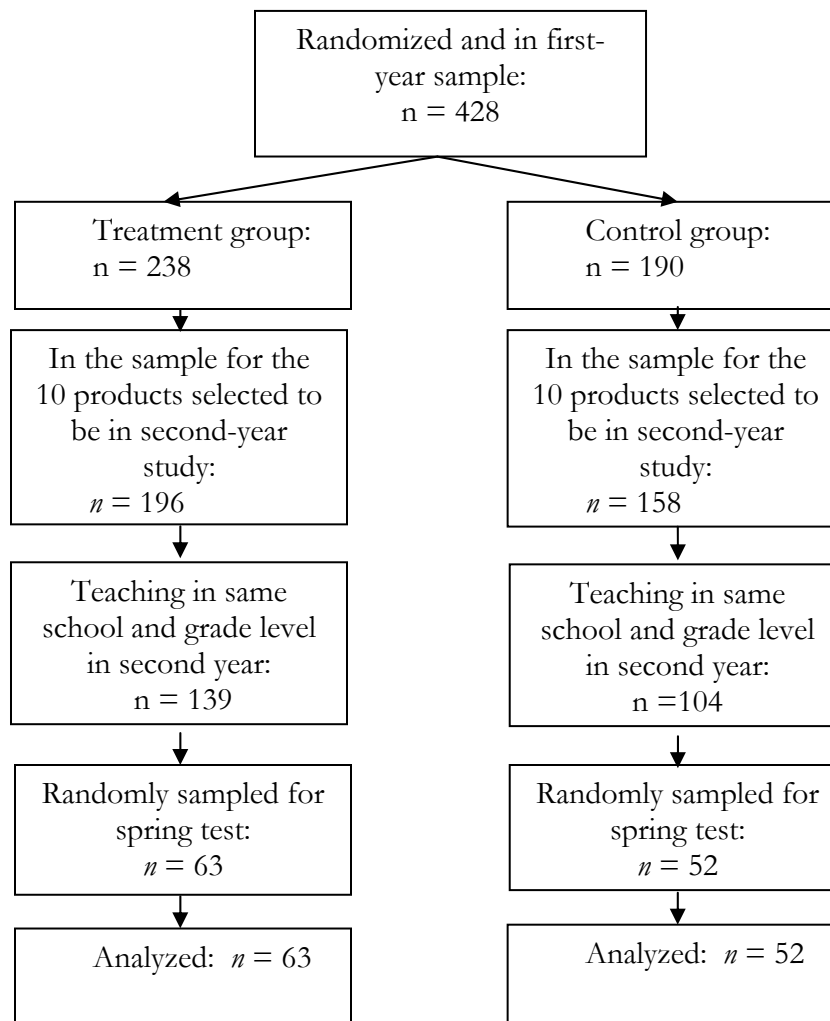 Randomized and in first-
year sample:
n = 428
Treatment group:
n = 238
Control group:
n = 190
In the sample for the
10 products selected to
be in second-year
study:
n = 196
In the sample for the
10 products selected to
be in second-year
study:
n = 158
Teaching in same
school and grade level
in second year:
n = 139
Teaching in same
school and grade level
in second year:
n =104
Randomly sampled for
spring test:
n = 63
Randomly sampled for
spring test:
n = 52
Analyzed: n = 63
Analyzed: n = 52